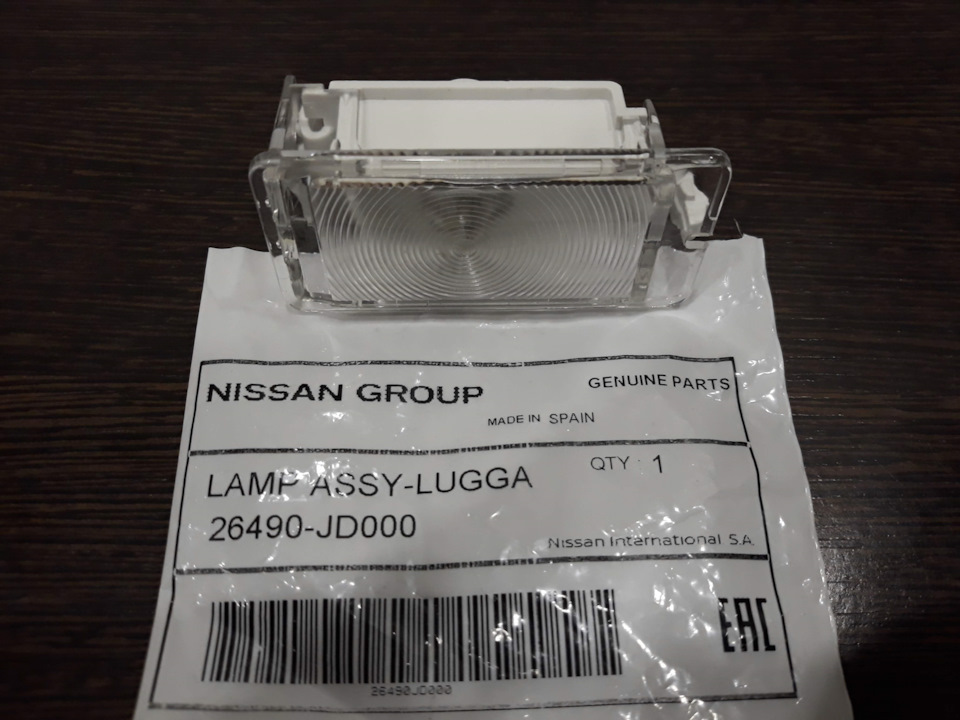 NISSAN GROUP
GENUINE PARTS
MADE IN SPAIN
LAMP ASSY-LUGGA
QTY : 1
26490-JD000
Nissan International S.A.
EAC
26490JD000